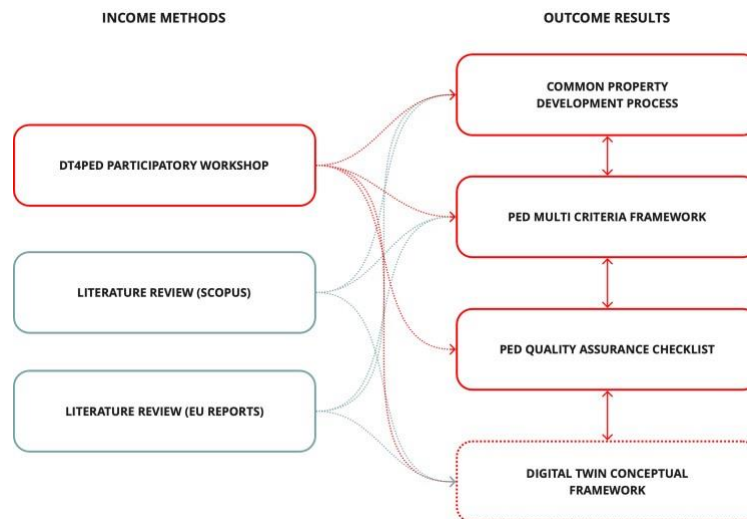 INCOME METHODS
OUTCOME RESULTS
DT4PED PARTICIPATORY WORKSHOP
LITERATURE REVIEW (SCOPUS)
LITERATURE REVIEW (EU REPORTS)
COMMON PROPERTY
DEVELOPMENT PROCESS
PED MULTI CRITERIA FRAMEWORK
PED QUALITY ASSURANCE CHECKLIST
DIGITAL TWIN CONCEPTUAL
FRAMEWORK